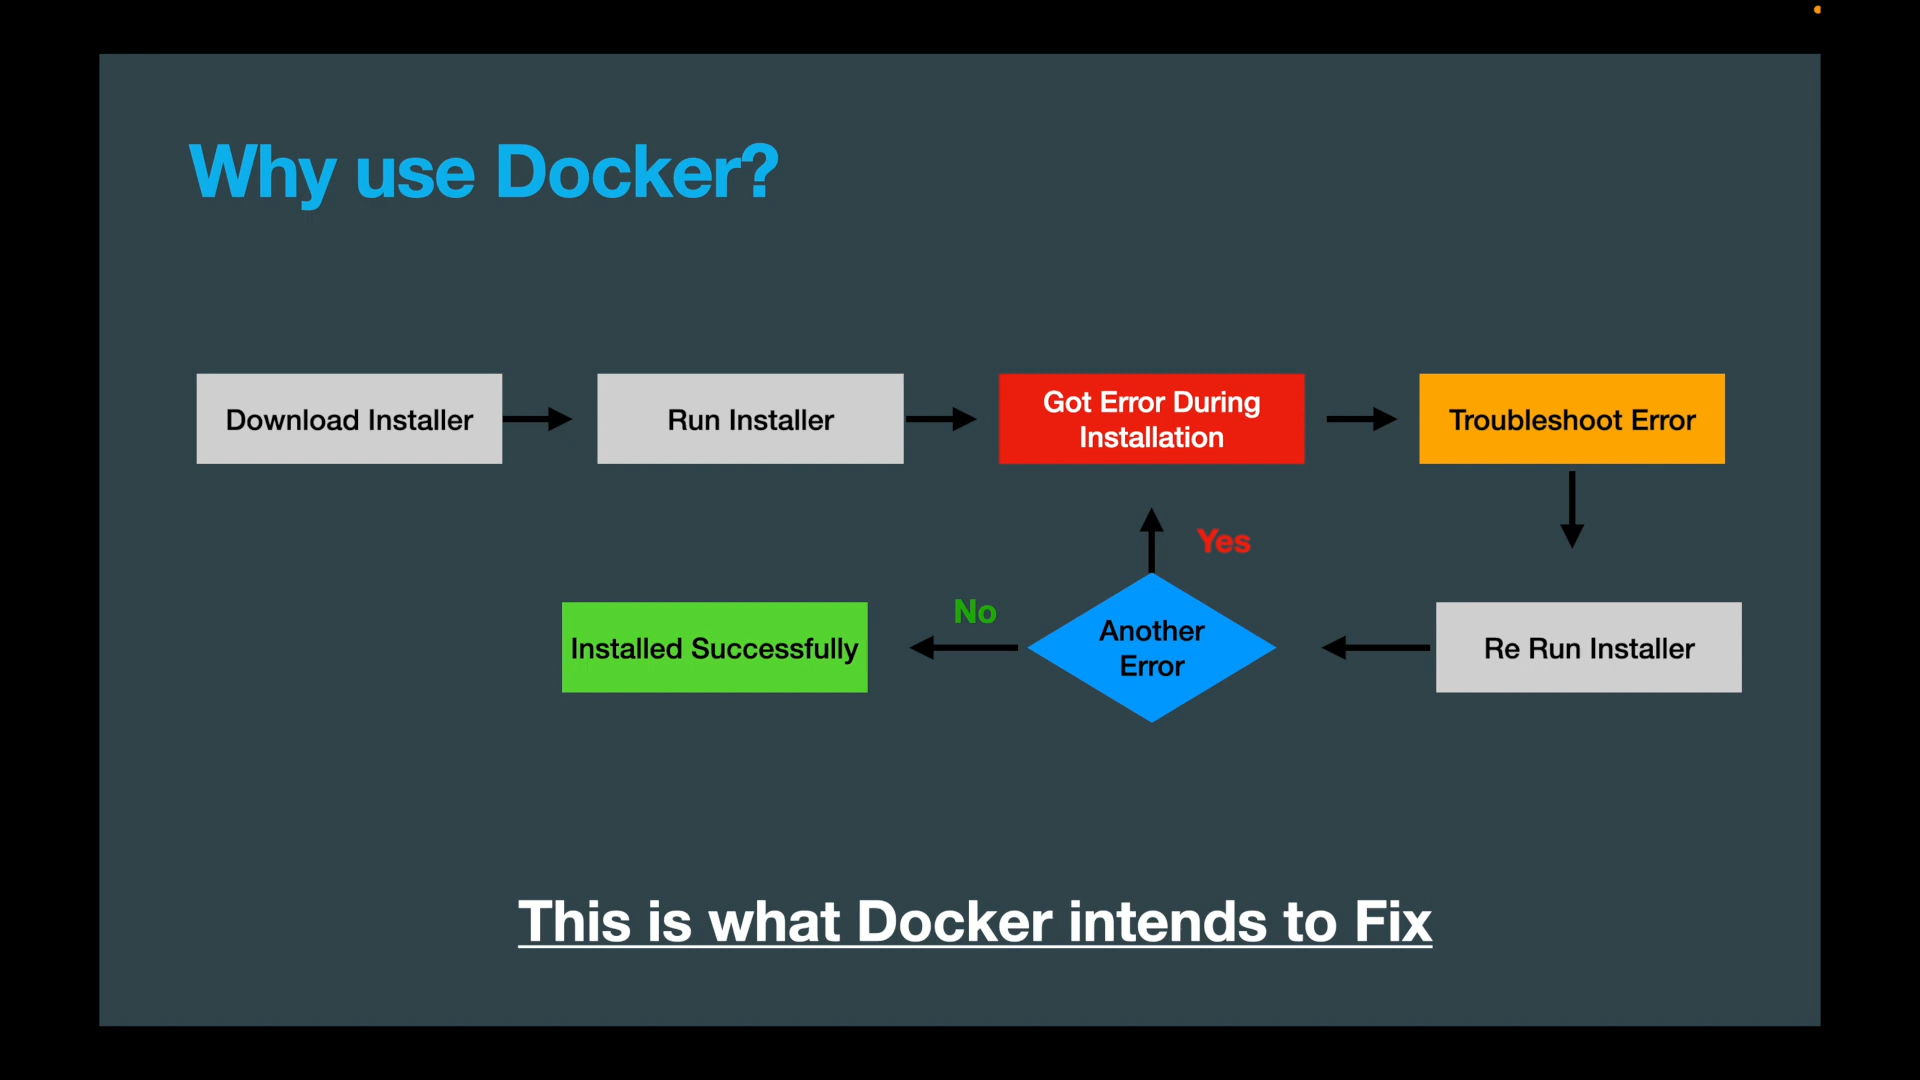 Why use Docker?
Download Installer
Run Installer
Got Error During
Installation
Troubleshoot Error
Yes
No
Installed Successfully
Another
Error
Re Run Installer
This is what Docker intends to Fix